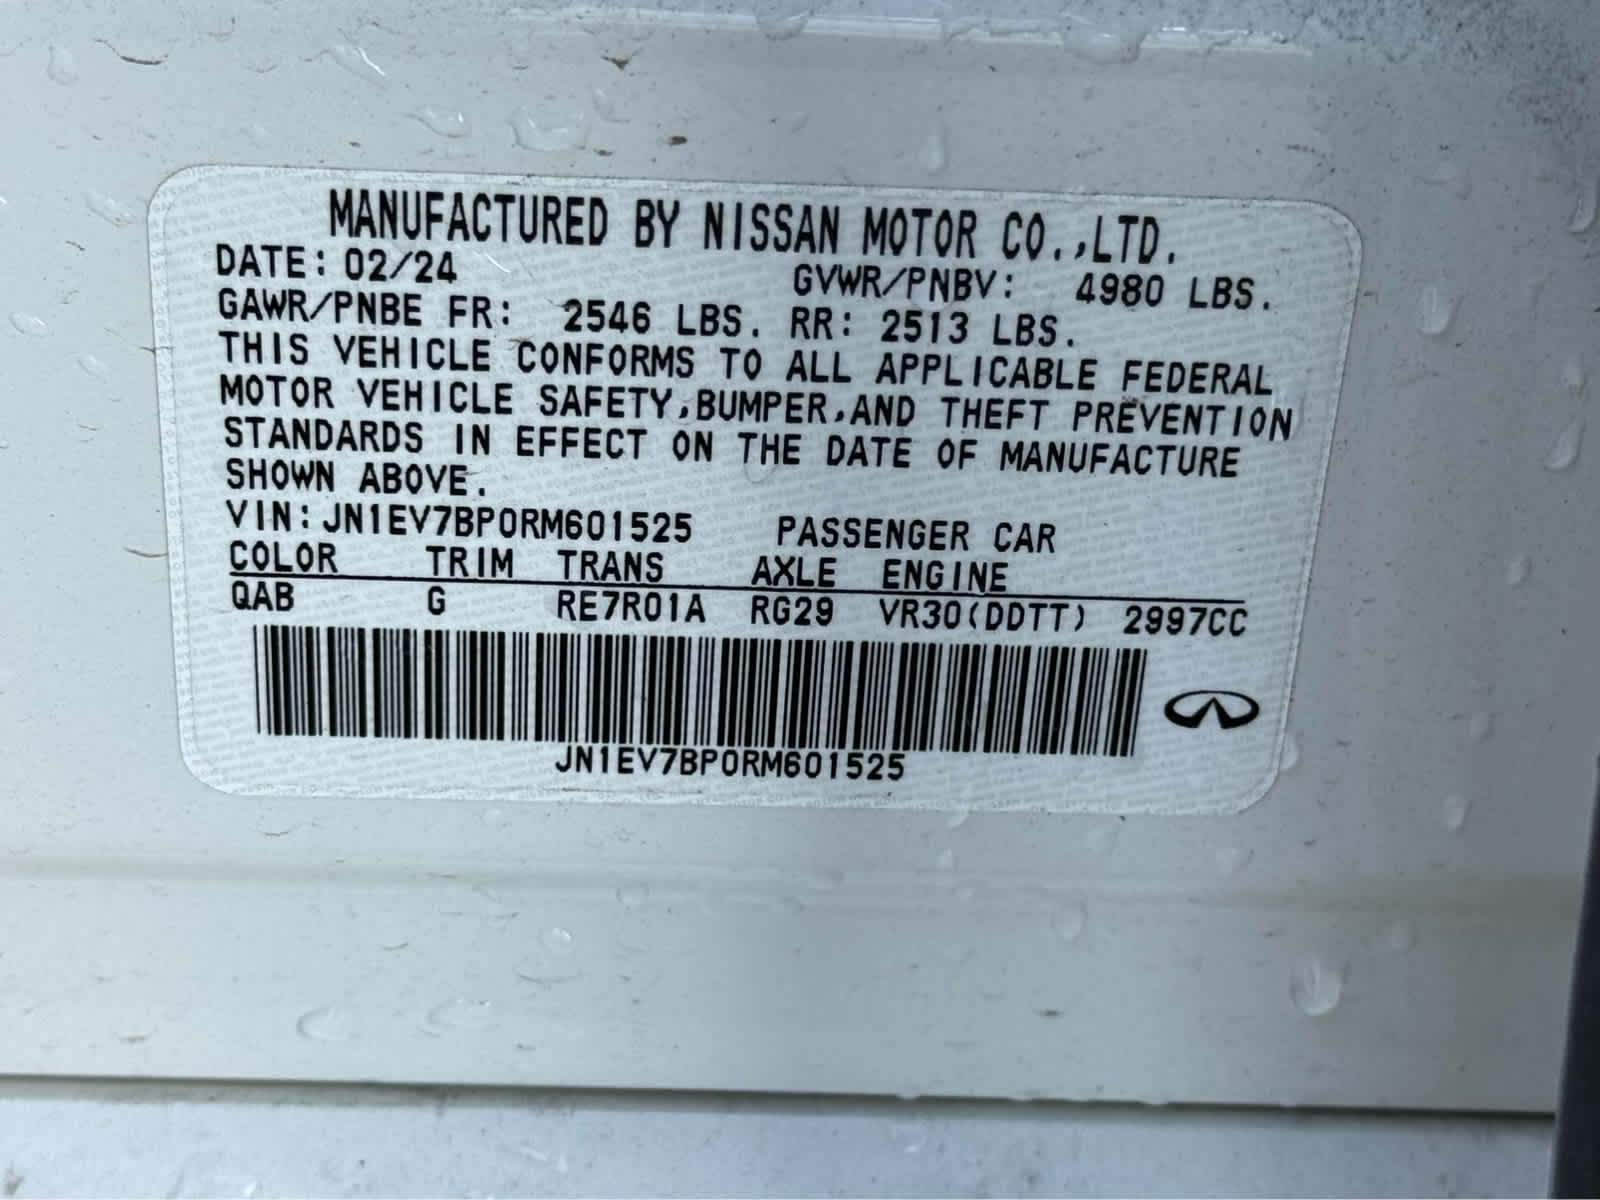 MANUFACTURED BY NISSAN MOTOR CO.,LTD.
DATE: 02/24 GVWR/PNBV: 4980 LBS.
GAWR/PNBE FR: 2546 LBS. RR: 2513 LBS.
THIS VEHICLE CONFORMS TO ALL APPLICABLE FEDERAL
MOTOR VEHICLE SAFETY,BUMPER,AND THEFT PREVENTION
STANDARDS IN EFFECT ON THE DATE OF MANUFACTURE
SHOWN ABOVE.
VIN: JN1EV7BP0RM601525 PASSENGER CAR
COLOR TRIM TRANS AXLE ENGINE
QAB G RE7R01A RG29 VR30(DDTT) 2997CC
JN1EV7BP0RM601525